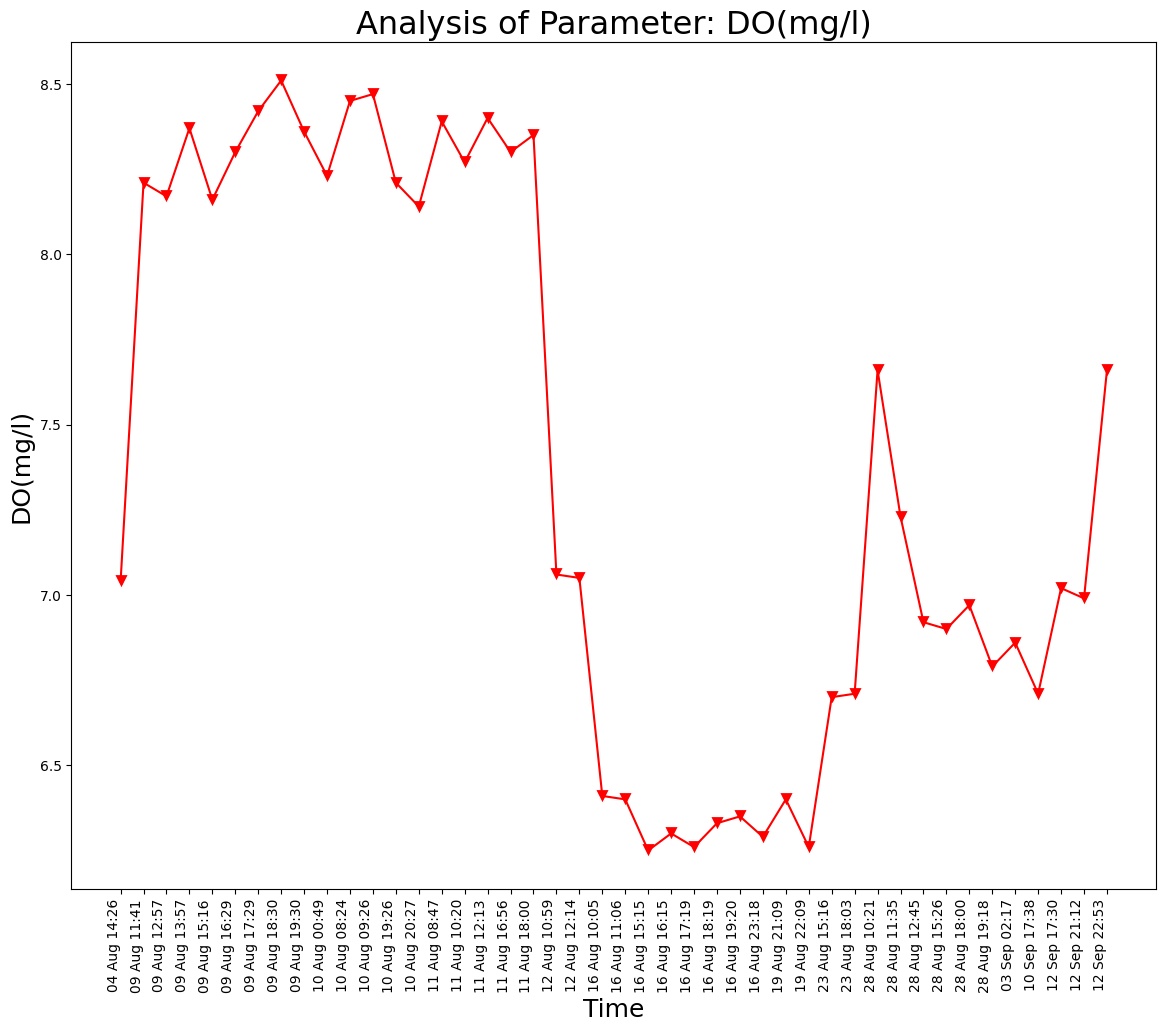 Analysis of Parameter: DO(mg/l)
DO(mg/l)
8.5
8.0
7.5
7.0
6.5
04 Aug 14:26
09 Aug 11:41
09 Aug 12:57
09 Aug 13:57
09 Aug 15:16
09 Aug 16:29
09 Aug 17:29
09 Aug 18:30
09 Aug 19:30
10 Aug 00:49
10 Aug 08:24
10 Aug 09:26
10 Aug 19:26
10 Aug 20:27
11 Aug 08:47
11 Aug 10:20
11 Aug 12:13
11 Aug 16:56
11 Aug 18:00
12 Aug 10:59
12 Aug 12:14
16 Aug 10:05
16 Aug 11:06
16 Aug 15:15
16 Aug 16:15
16 Aug 17:19
16 Aug 18:19
16 Aug 19:20
16 Aug 23:18
19 Aug 21:09
19 Aug 22:09
23 Aug 15:16
23 Aug 18:03
28 Aug 10:21
28 Aug 11:35
28 Aug 12:45
28 Aug 15:26
28 Aug 18:00
28 Aug 19:18
03 Sep 02:17
10 Sep 17:38
12 Sep 17:30
12 Sep 21:12
12 Sep 22:53
Time